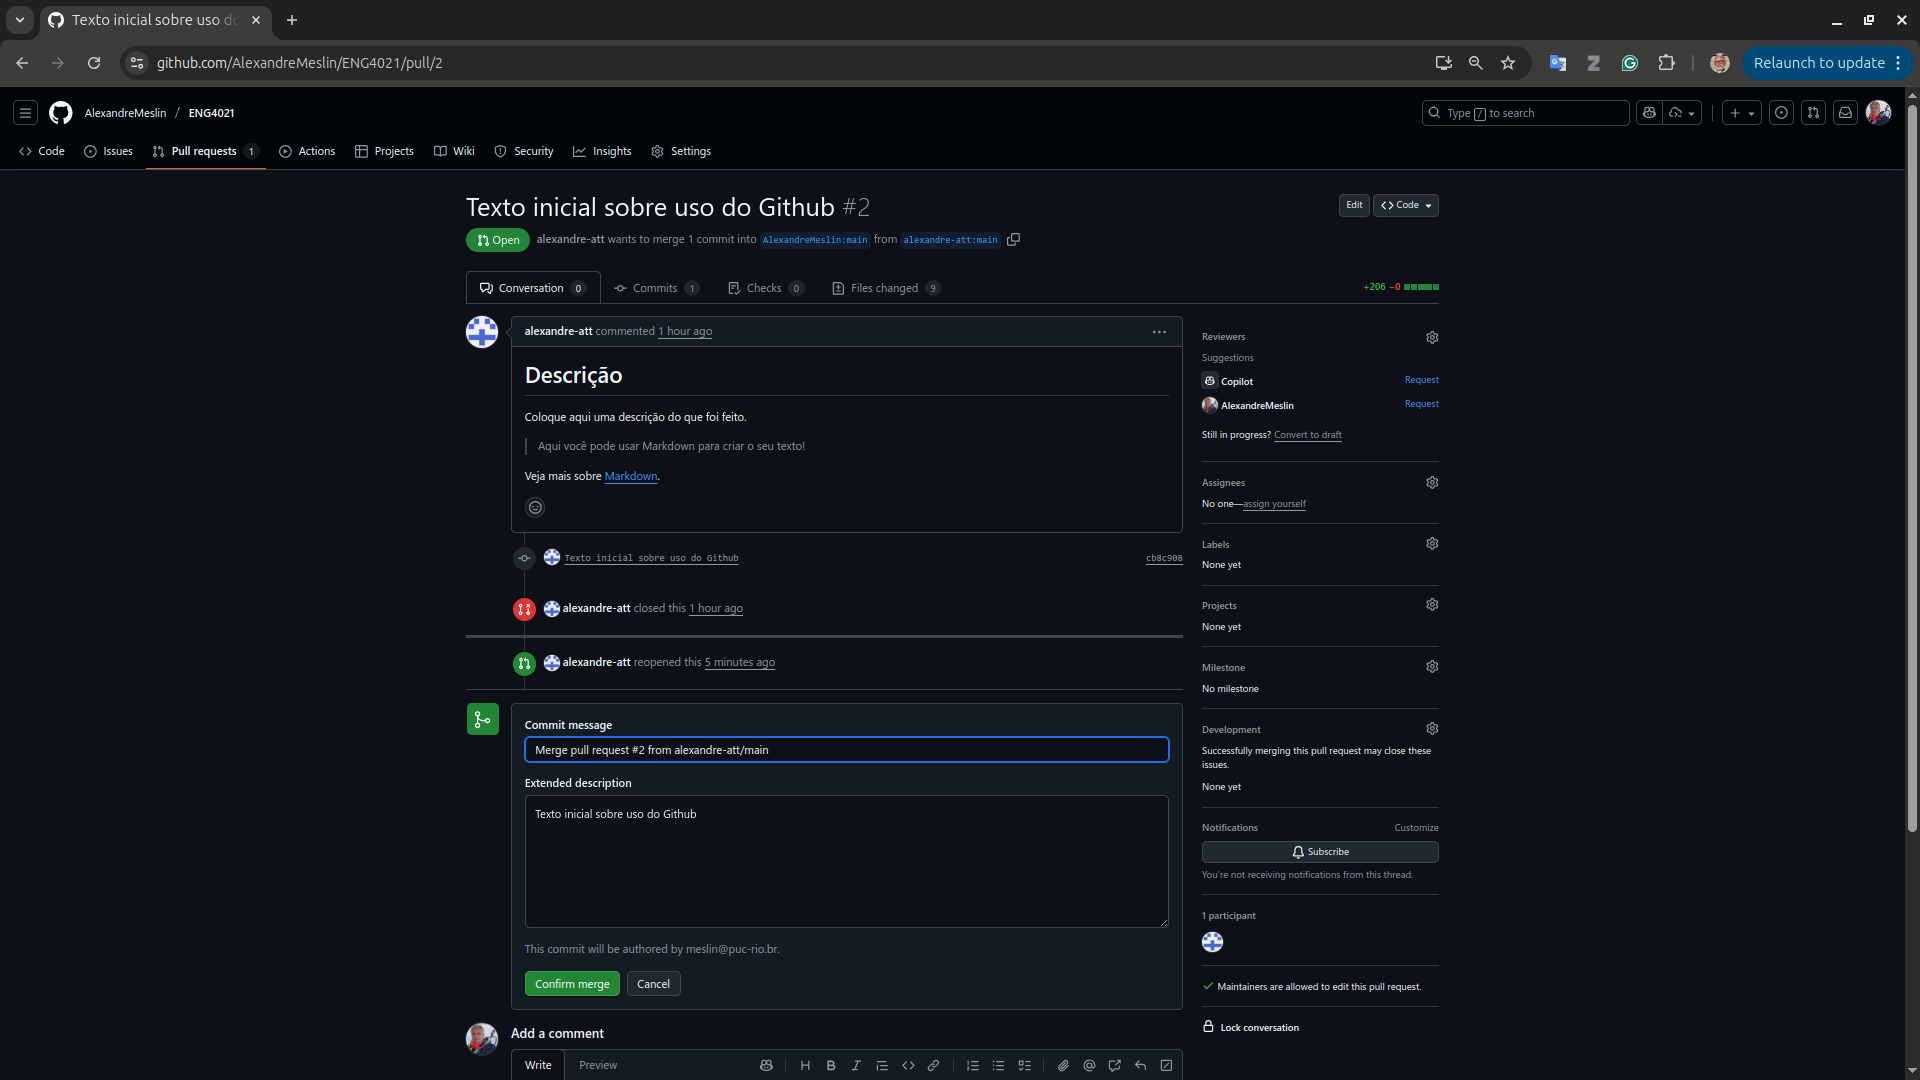 Texto inicial sobre uso do
github.com/AlexandreMeslin/ENG4021/pull/2
Relaunch to update
AlexandreMeslin / ENG4021
Type / to search
Code
Issues
Pull requests 1
Actions
Projects
Wiki
Security
Insights
Settings
Texto inicial sobre uso do Github #2
Edit
Code
Open
alexandre-att wants to merge 1 commit into AlexandreMeslin:main from alexandre-att:main
Conversation 0
Commits 1
Checks 0
Files changed 9
+206 −0
alexandre-att commented 1 hour ago
Descrição
Coloque aqui uma descrição do que foi feito.
Aqui você pode usar Markdown para criar o seu texto!
Veja mais sobre Markdown.
Texto inicial sobre uso do Github
cb8c908
alexandre-att closed this 1 hour ago
alexandre-att reopened this 5 minutes ago
Commit message
Merge pull request #2 from alexandre-att/main
Extended description
Texto inicial sobre uso do Github
This commit will be authored by meslin@puc-rio.br.
Confirm merge
Cancel
Add a comment
Write
Preview
Reviewers
Suggestions
Copilot
Request
AlexandreMeslin
Request
Still in progress? Convert to draft
Assignees
No one—assign yourself
Labels
None yet
Projects
None yet
Milestone
No milestone
Development
Successfully merging this pull request may close these
issues.
None yet
Notifications
Customize
Subscribe
You're not receiving notifications from this thread.
1 participant
Maintainers are allowed to edit this pull request.
Lock conversation